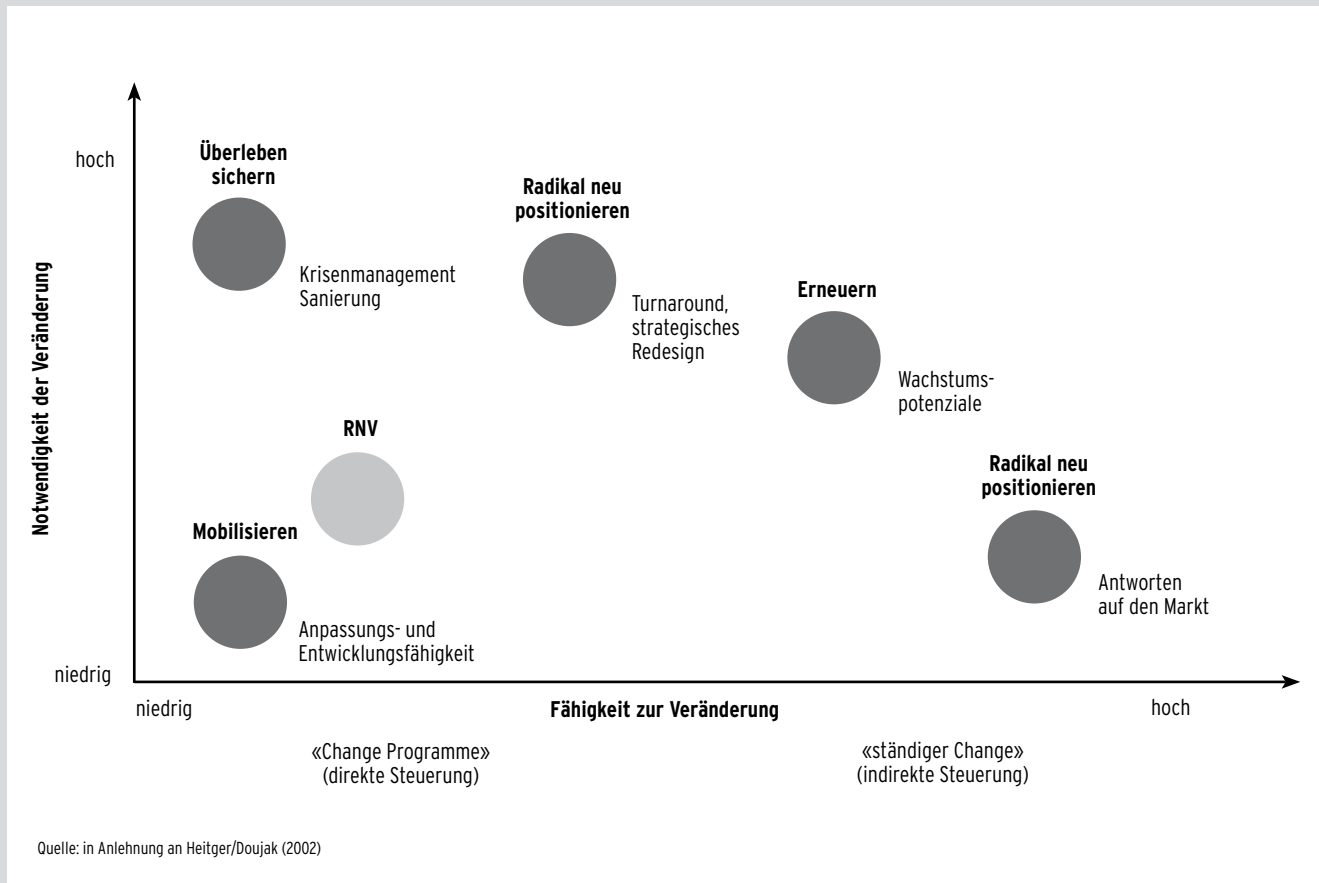 hoch
Überleben
sichern
Krisenmanagement
Sanierung
Radikal neu
positionieren
Turnaround,
strategisches
Redesign
Erneuern
Wachstums-
potenziale
RNV
Radikal neu
positionieren
Antworten
auf den Markt
Mobilisieren
Anpassungs- und
Entwicklungsfähigkeit
Notwendigkeit der Veränderung
niedrig
niedrig
Fähigkeit zur Veränderung
hoch
«Change Programme»
(direkte Steuerung)
«ständiger Change»
(indirekte Steuerung)
Quelle: in Anlehnung an Heitger/Doujak (2002)